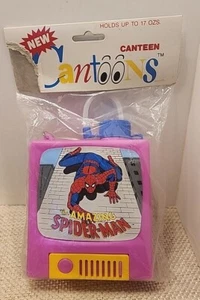 HOLDS UP TO 17 OZS.
NEW
CANTEEN
Cantoons TM
THE
AMAZING
SPIDER-MAN